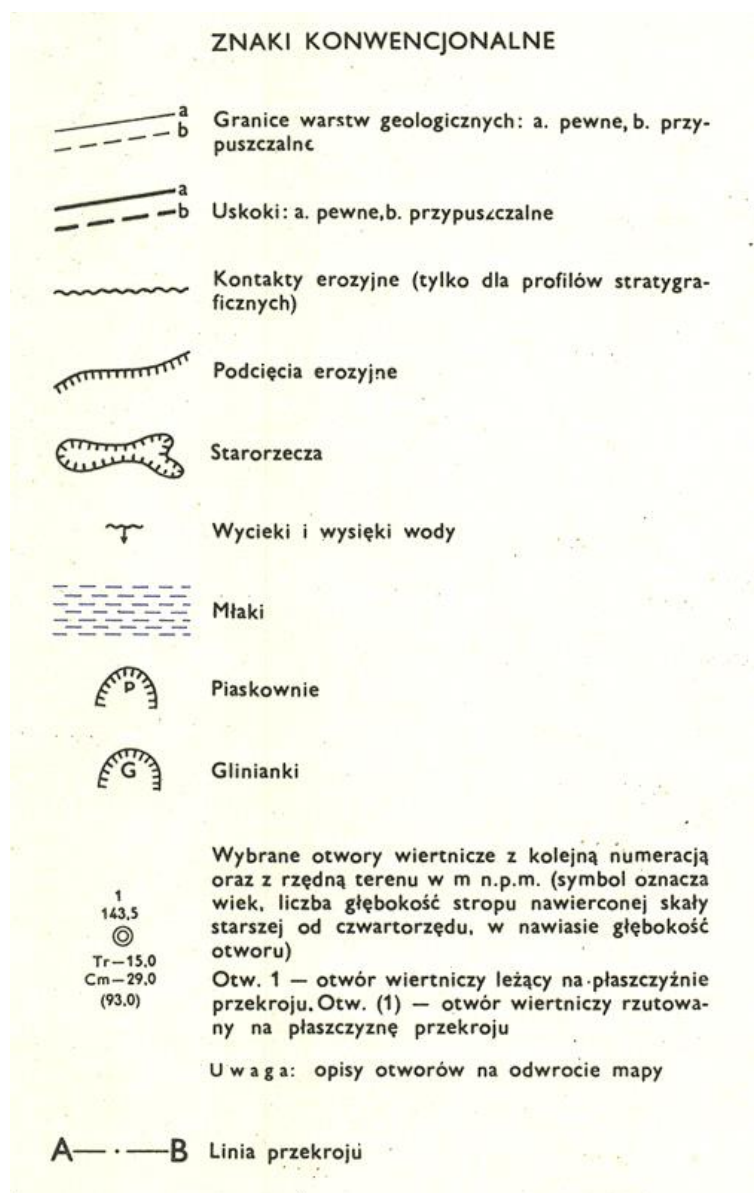 ZNAKI KONWENCJONALNE
a
b
Granice warstw geologicznych: a. pewne, b. przy-
puszczalne
a
b
Uskoki: a. pewne, b. przypuszczalne
Kontakty erozyjne (tylko dla profilów stratygra-
ficznych)
Podcięcia erozyjne
Starorzecza
Wycieki i wysięki wody
Młaki
P
Piaskownie
G
Glinianki
1
143,5
Tr—15,0
Cm—29,0
(93,0)
Wybrane otwory wiertnicze z kolejną numeracją
oraz z rzędną terenu w m n.p.m. (symbol oznacza
wiek, liczba głębokość stropu nawierconej skały
starszej od czwartorzędu, w nawiasie głębokość
otworu)
Otw. 1 — otwór wiertniczy leżący na płaszczyźnie
przekroju. Otw. (1) — otwór wiertniczy rzutowa-
ny na płaszczyznę przekroju
Uwaga: opisy otworów na odwrocie mapy
A—·—B Linia przekroju